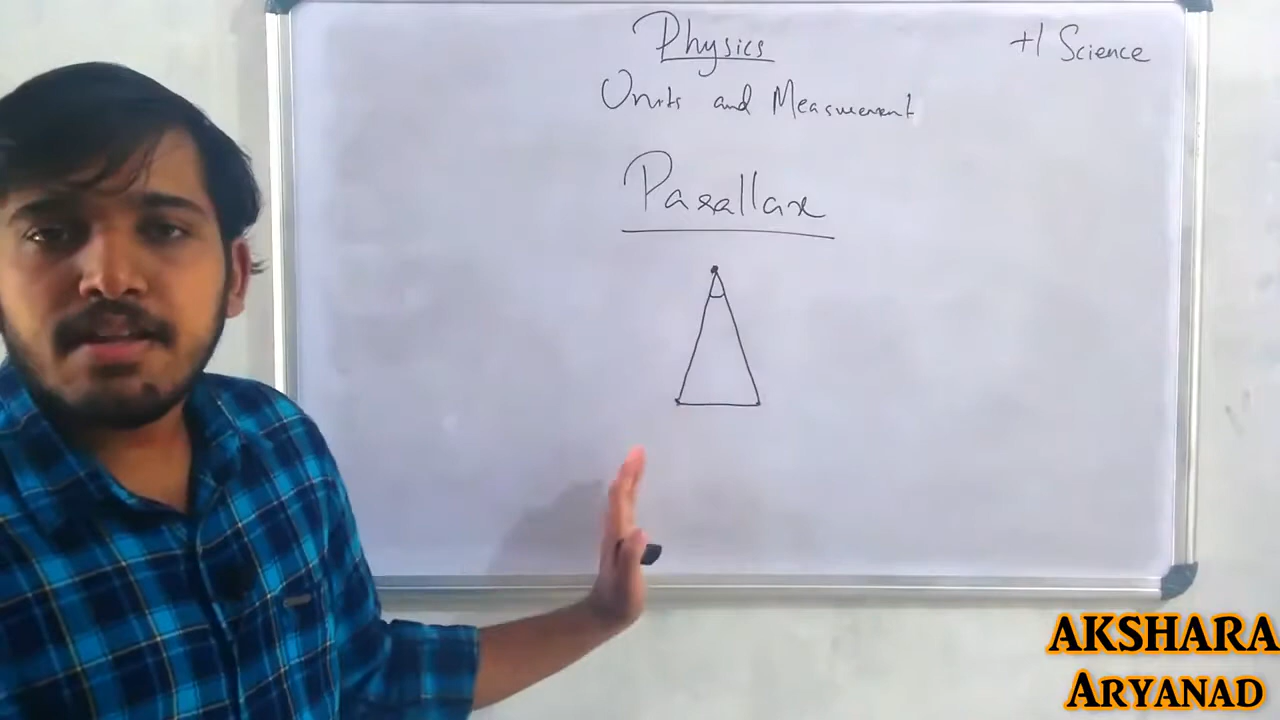 Physics
+1 Science
Units and Measurement
Parallax
AKSHARA
ARYANAD